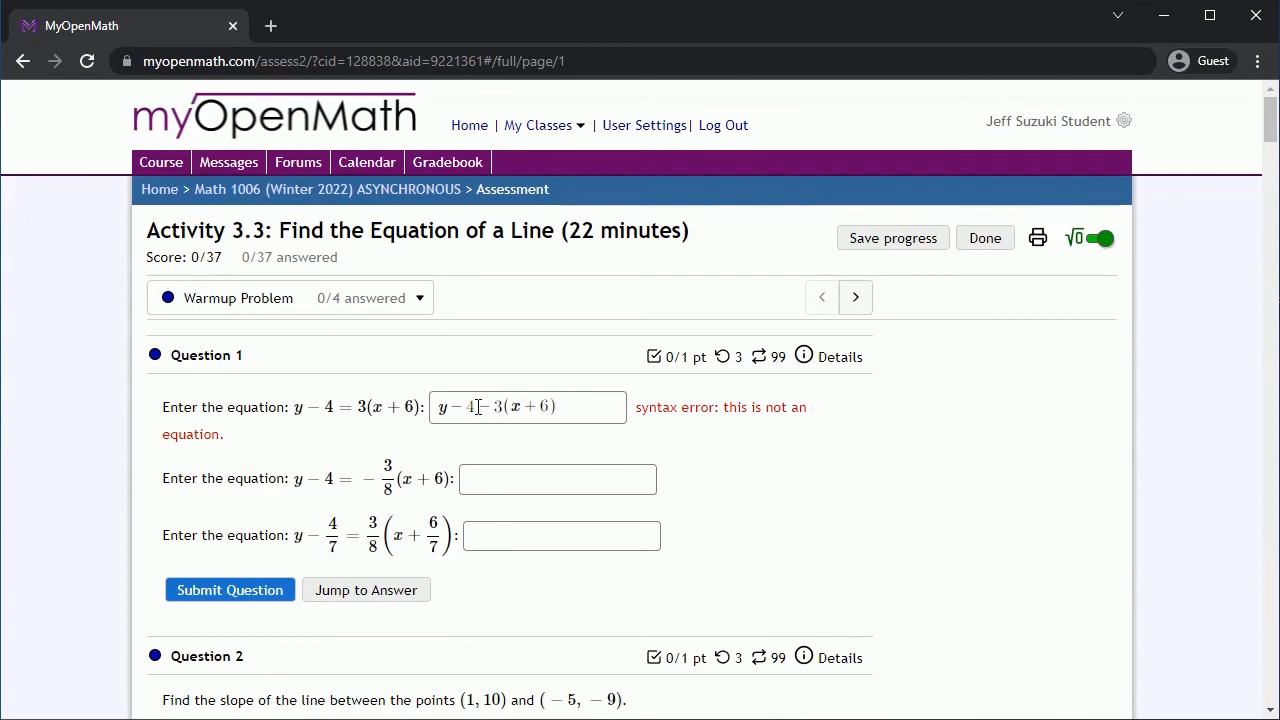 MyOpenMath
myopenmath.com/assess2/?cid=128838&aid=9221361#/full/page/1
Guest
myOpenMath
Home | My Classes | User Settings | Log Out
Jeff Suzuki Student
Course Messages Forums Calendar Gradebook
Home > Math 1006 (Winter 2022) ASYNCHRONOUS > Assessment
Activity 3.3: Find the Equation of a Line (22 minutes)
Save progress Done √0
Score: 0/37 0/37 answered
Warmup Problem 0/4 answered < >
Question 1 0/1 pt 3 99 Details
Enter the equation: y − 4 = 3(x + 6): y − 4 − 3(x + 6) syntax error: this is not an
equation.
Enter the equation: y − 4 = − 3/8 (x + 6):
Enter the equation: y − 4/7 = 3/8 (x + 6/7):
Submit Question Jump to Answer
Question 2 0/1 pt 3 99 Details
Find the slope of the line between the points (1, 10) and ( − 5, − 9).